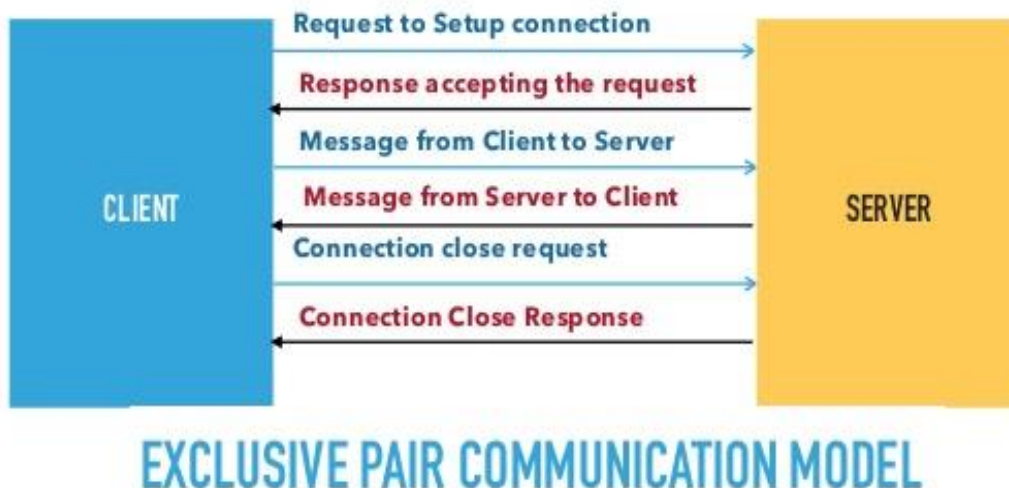 Request to Setup connection
Response accepting the request
Message from Client to Server
CLIENT
Message from Server to Client
SERVER
Connection close request
Connection Close Response
EXCLUSIVE PAIR COMMUNICATION MODEL